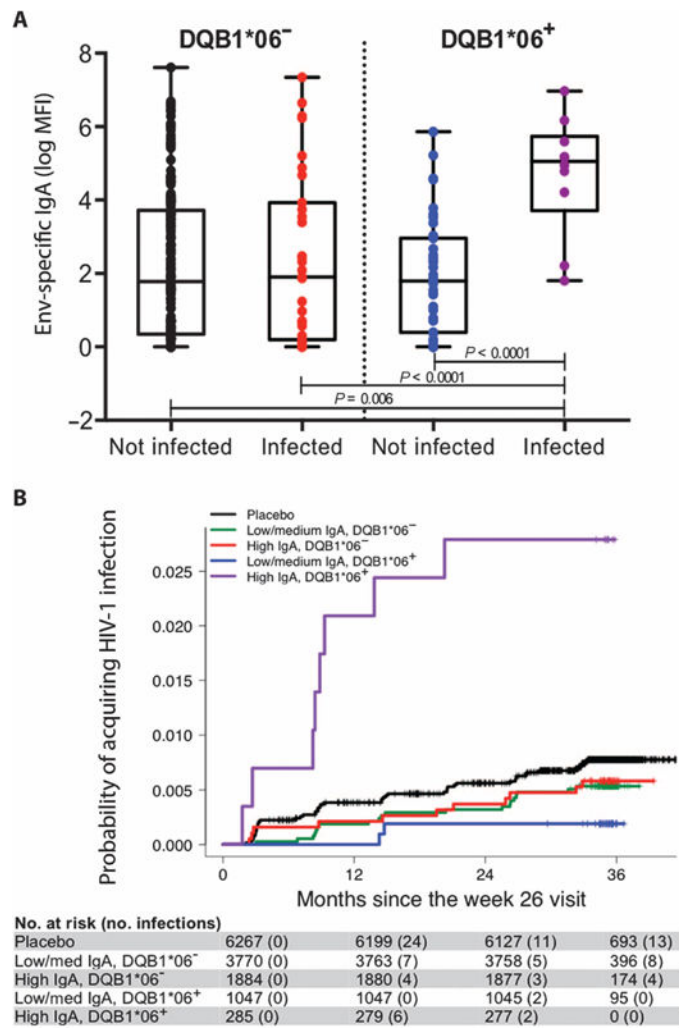 A
DQB1*06⁻ DQB1*06⁺
Env-specific IgA (log MFI)
8
6
4
2
0
−2
P < 0.0001
P < 0.0001
P = 0.006
Not infected Infected Not infected Infected
B
Placebo
Low/medium IgA, DQB1*06⁻
High IgA, DQB1*06⁻
Low/medium IgA, DQB1*06⁺
High IgA, DQB1*06⁺
Probability of acquiring HIV-1 infection
0.025
0.020
0.015
0.010
0.005
0.000
0 12 24 36
Months since the week 26 visit
No. at risk (no. infections)
Placebo 6267 (0) 6199 (24) 6127 (11) 693 (13)
Low/med IgA, DQB1*06⁻ 3770 (0) 3763 (7) 3758 (5) 396 (8)
High IgA, DQB1*06⁻ 1884 (0) 1880 (4) 1877 (3) 174 (4)
Low/med IgA, DQB1*06⁺ 1047 (0) 1047 (0) 1045 (2) 95 (0)
High IgA, DQB1*06⁺ 285 (0) 279 (6) 277 (2) 0 (0)